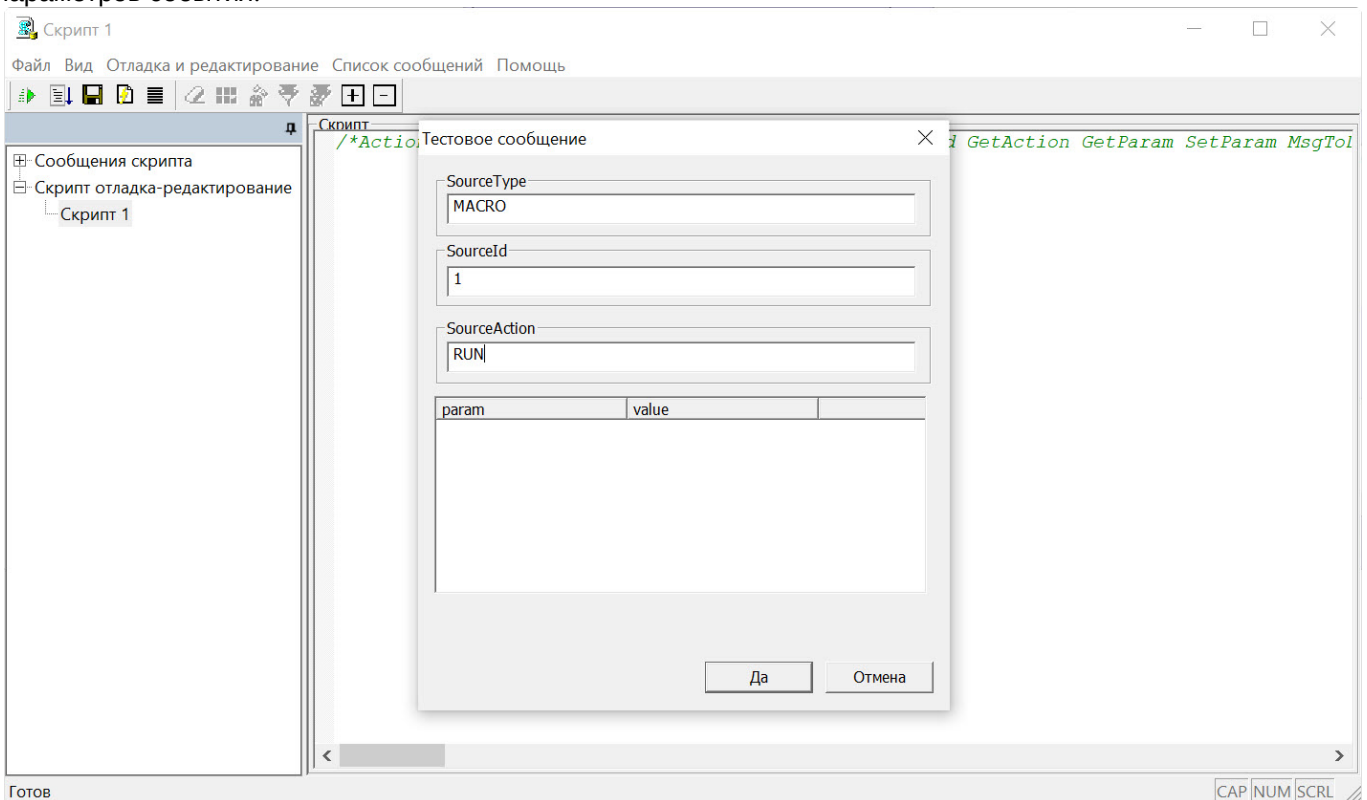 параметров события.
Скрипт 1
Файл Вид Отладка и редактирование Список сообщений Помощь
Скрипт
/*Actio
d GetAction GetParam SetParam MsgToL
Тестовое сообщение
Сообщения скрипта
Скрипт отладка-редактирование
Скрипт 1
SourceType
MACRO
SourceId
1
SourceAction
RUN
param value
Да Отмена
Готов
CAP NUM SCRL